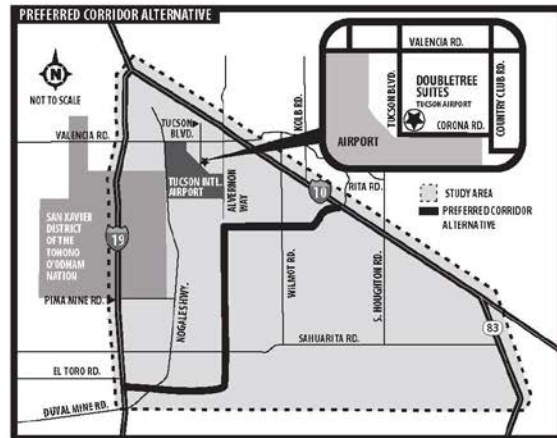 PREFERRED CORRIDOR ALTERNATIVE
N
NOT TO SCALE
VALENCIA RD.
TUCSON BLVD.
DOUBLETREE
SUITES
TUCSON AIRPORT
COUNTRY CLUB RD.
CORONA RD.
AIRPORT
KOLB RD.
TUCSON
BLVD.
VALENCIA RD.
TUCSON INTL.
AIRPORT
ALVERNON
WAY
10
RITA RD.
STUDY AREA
PREFERRED CORRIDOR
ALTERNATIVE
SAN XAVIER
DISTRICT
OF THE
TOHONO
O'ODHAM
NATION
19
NOGALES HWY.
WILMOT RD.
S. HOUGHTON RD.
PIMA MINE RD.
83
SAHUARITA RD.
EL TORO RD.
DUVAL MINE RD.